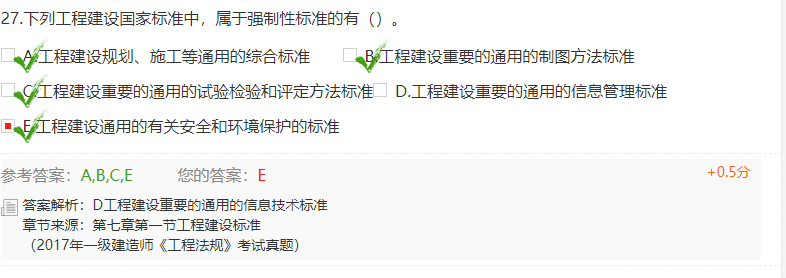 27.下列工程建设国家标准中，属于强制性标准的有（）。
A.工程建设规划、施工等通用的综合标准 B.工程建设重要的通用的制图方法标准
C.工程建设重要的通用的试验检验和评定方法标准 D.工程建设重要的通用的信息管理标准
E.工程建设通用的有关安全和环境保护的标准
参考答案：A,B,C,E 您的答案：E +0.5分
答案解析：D工程建设重要的通用的信息技术标准
章节来源：第七章第一节工程建设标准
（2017年一级建造师《工程法规》考试真题）